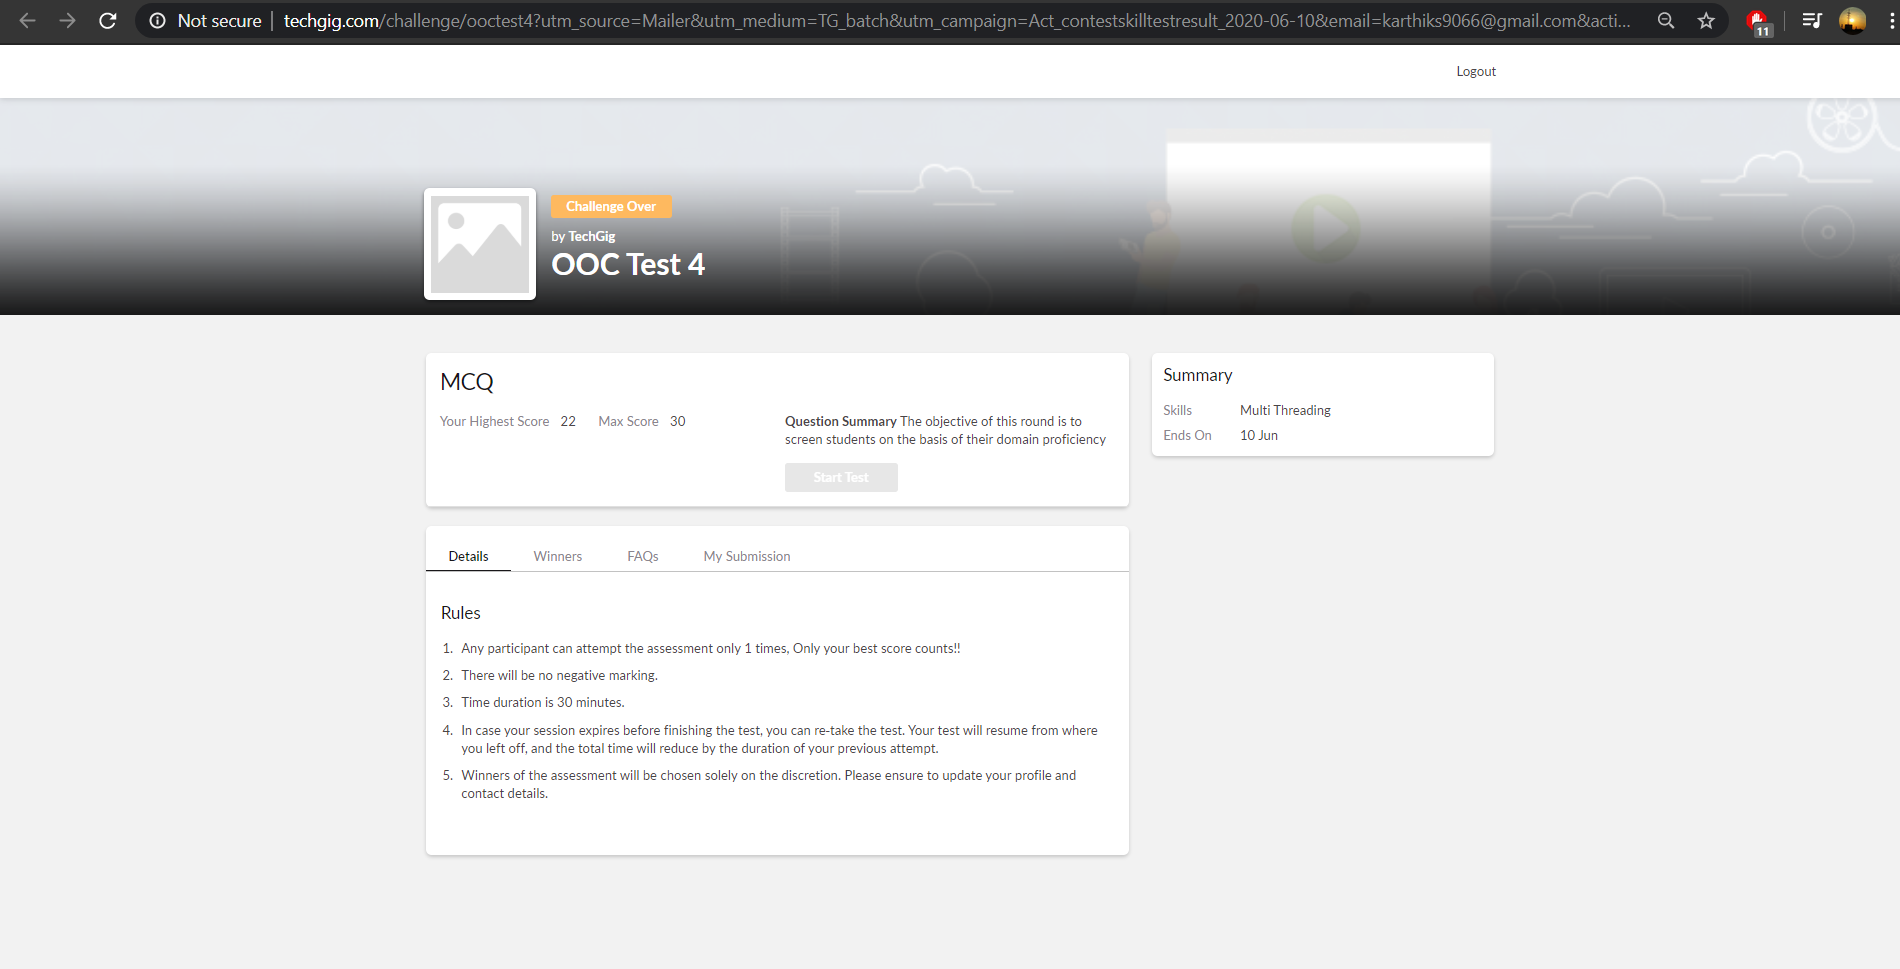 Not secure | techgig.com/challenge/ooctest4?utm_source=Mailer&utm_medium=TG_batch&utm_campaign=Act_contestskilltestresult_2020-06-10&email=karthiks9066@gmail.com&acti...
11
Logout
Challenge Over
by TechGig
OOC Test 4
MCQ
Your Highest Score 22 Max Score 30
Question Summary The objective of this round is to
screen students on the basis of their domain proficiency
Start Test
Summary
Skills Multi Threading
Ends On 10 Jun
Details Winners FAQs My Submission
Rules
1. Any participant can attempt the assessment only 1 times, Only your best score counts!!
2. There will be no negative marking.
3. Time duration is 30 minutes.
4. In case your session expires before finishing the test, you can re-take the test. Your test will resume from where
you left off, and the total time will reduce by the duration of your previous attempt.
5. Winners of the assessment will be chosen solely on the discretion. Please ensure to update your profile and
contact details.